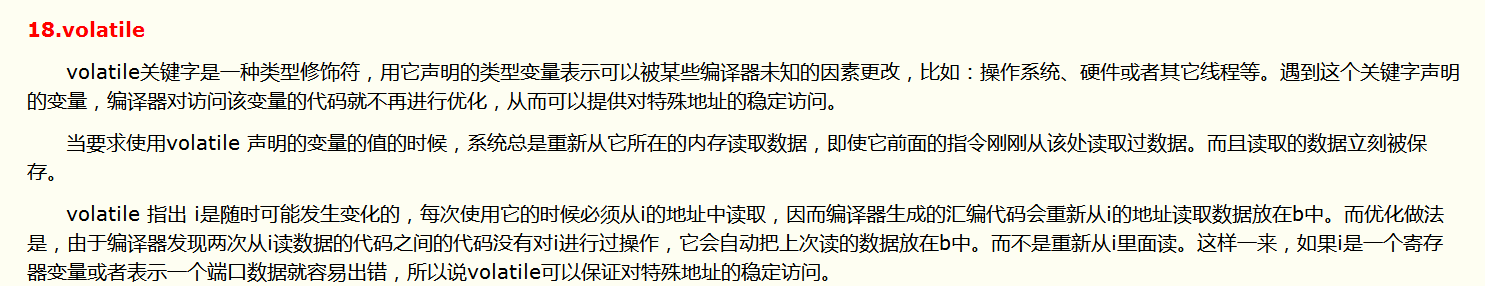 18.volatile
volatile关键字是一种类型修饰符，用它声明的类型变量表示可以被某些编译器未知的因素更改，比如：操作系统、硬件或者其它线程等。遇到这个关键字声明
的变量，编译器对访问该变量的代码就不再进行优化，从而可以提供对特殊地址的稳定访问。
当要求使用volatile 声明的变量的值的时候，系统总是重新从它所在的内存读取数据，即使它前面的指令刚刚从该处读取过数据。而且读取的数据立刻被保
存。
volatile 指出 i是随时可能发生变化的，每次使用它的时候必须从i的地址中读取，因而编译器生成的汇编代码会重新从i的地址读取数据放在b中。而优化做法
是，由于编译器发现两次从i读数据的代码之间的代码没有对i进行过操作，它会自动把上次读的数据放在b中。而不是重新从i里面读。这样一来，如果i是一个寄存
器变量或者表示一个端口数据就容易出错，所以说volatile可以保证对特殊地址的稳定访问。